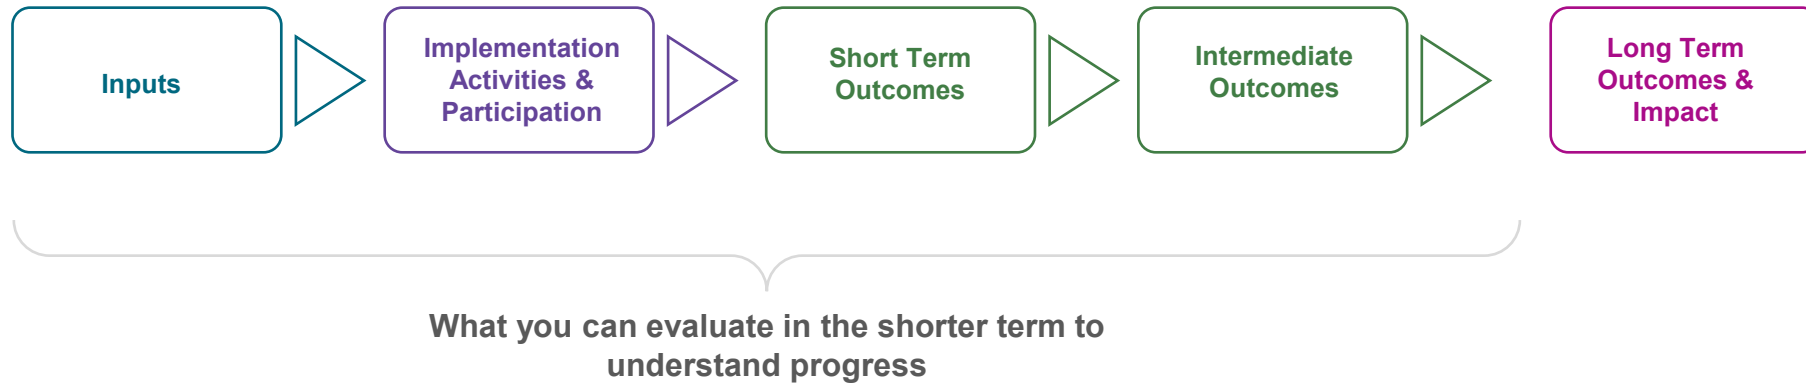 Inputs
Implementation
Activities &
Participation
Short Term
Outcomes
Intermediate
Outcomes
Long Term
Outcomes &
Impact
What you can evaluate in the shorter term to
understand progress